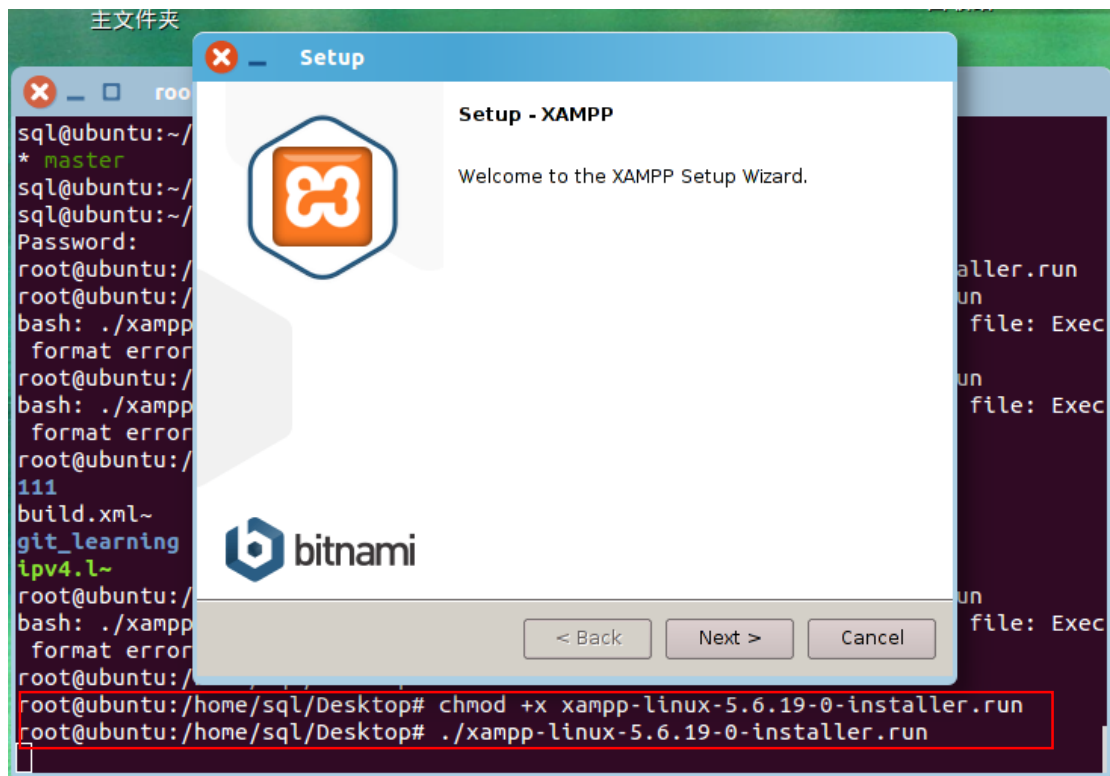 主文件夹
Setup
roo
Setup - XAMPP
Welcome to the XAMPP Setup Wizard.
bitnami
< Back
Next >
Cancel
sql@ubuntu:~/
* master
sql@ubuntu:~/
sql@ubuntu:~/
Password:
root@ubuntu:/ aller.run
root@ubuntu:/ un
bash: ./xampp file: Exec
format error
root@ubuntu:/ un
bash: ./xampp file: Exec
format error
root@ubuntu:/
111
build.xml~
git_learning
ipv4.l~
root@ubuntu:/ un
bash: ./xampp file: Exec
format error
root@ubuntu:/
root@ubuntu:/home/sql/Desktop# chmod +x xampp-linux-5.6.19-0-installer.run
root@ubuntu:/home/sql/Desktop# ./xampp-linux-5.6.19-0-installer.run